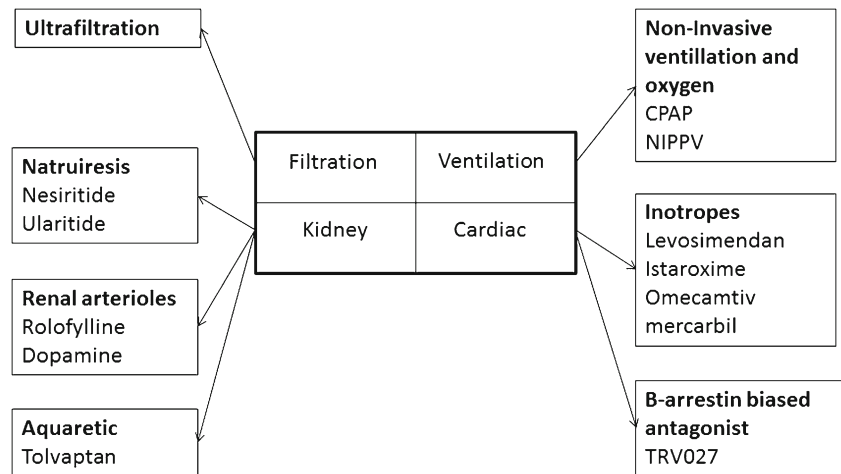 Ultrafiltration
Natruiresis
Nesiritide
Ularitide
Renal arterioles
Rolofylline
Dopamine
Aquaretic
Tolvaptan
Filtration
Ventilation
Kidney
Cardiac
Non-Invasive
ventillation and
oxygen
CPAP
NIPPV
Inotropes
Levosimendan
Istaroxime
Omecamtiv
mercarbil
B-arrestin biased
antagonist
TRV027